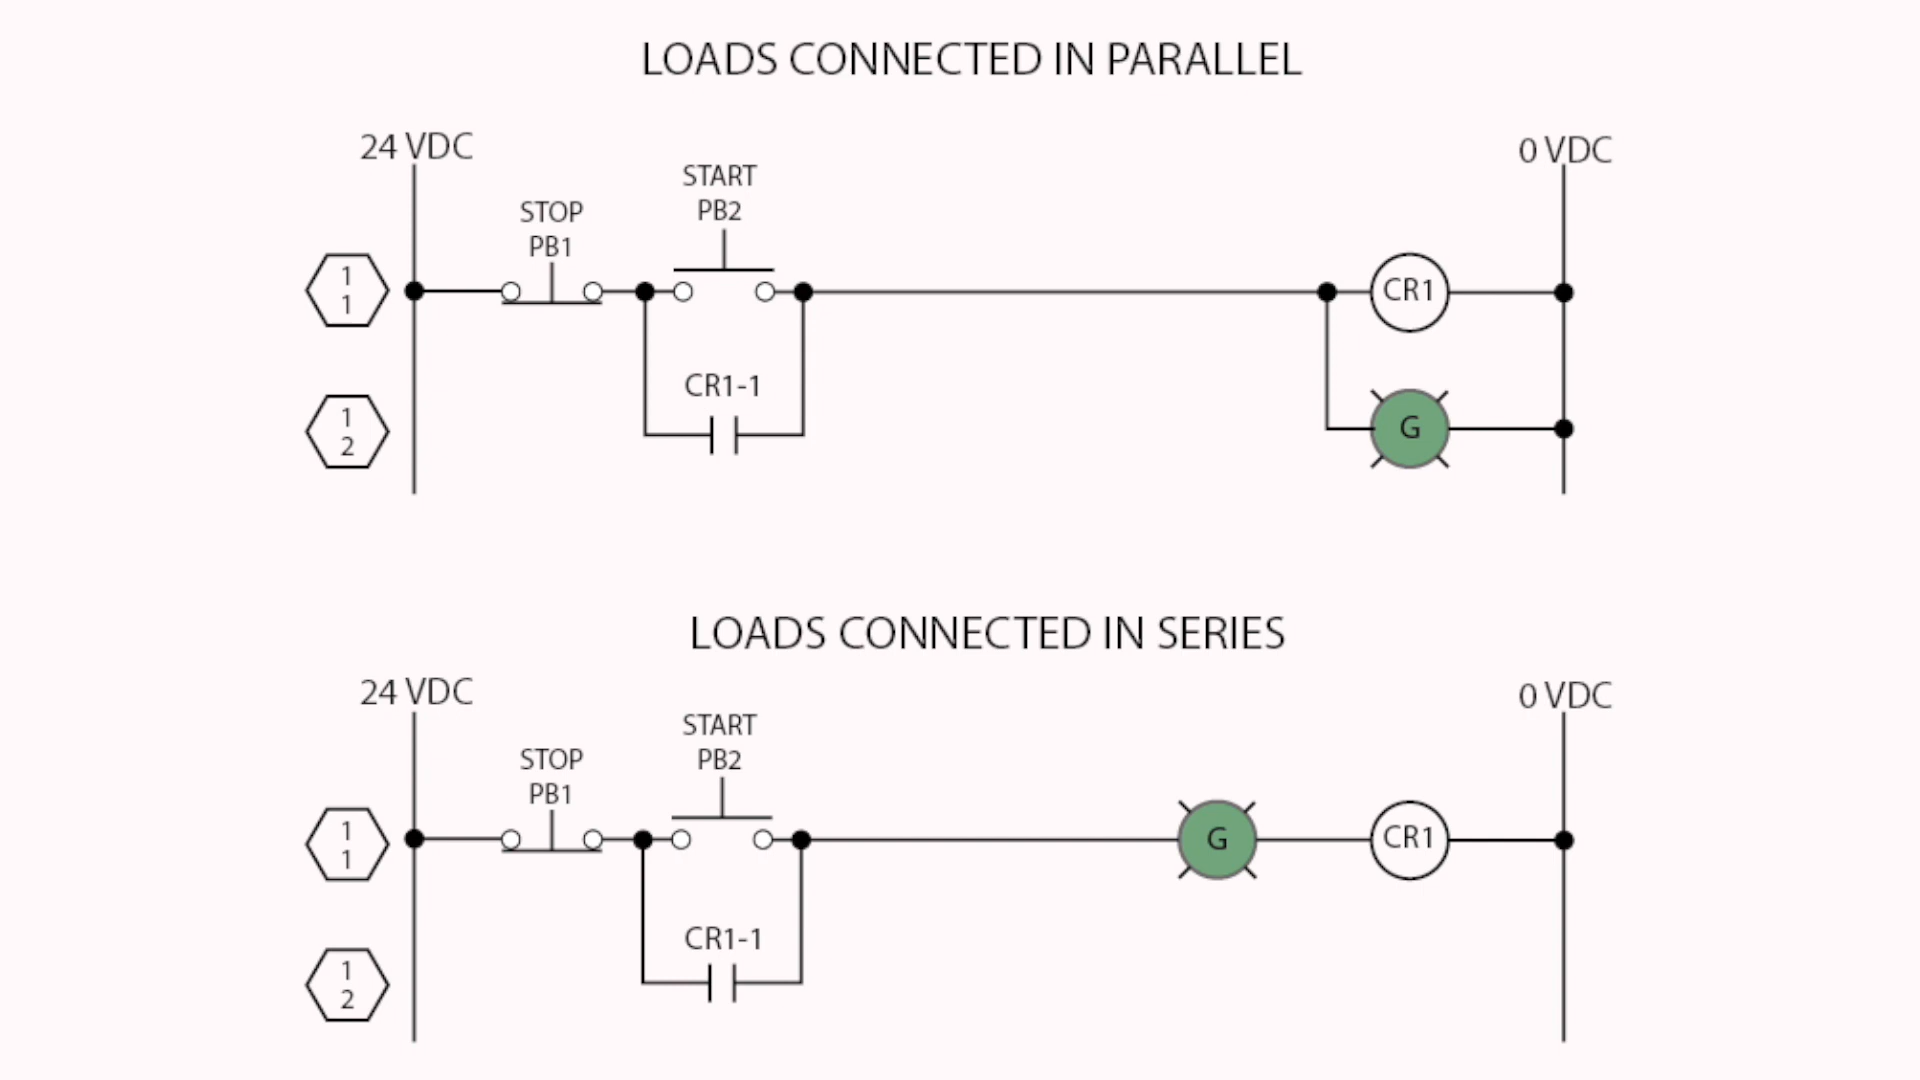 LOADS CONNECTED IN PARALLEL
24 VDC
0 VDC
START
PB2
STOP
PB1
1
1
CR1
CR1-1
1
2
G
LOADS CONNECTED IN SERIES
24 VDC
0 VDC
START
PB2
STOP
PB1
1
1
G
CR1
CR1-1
1
2